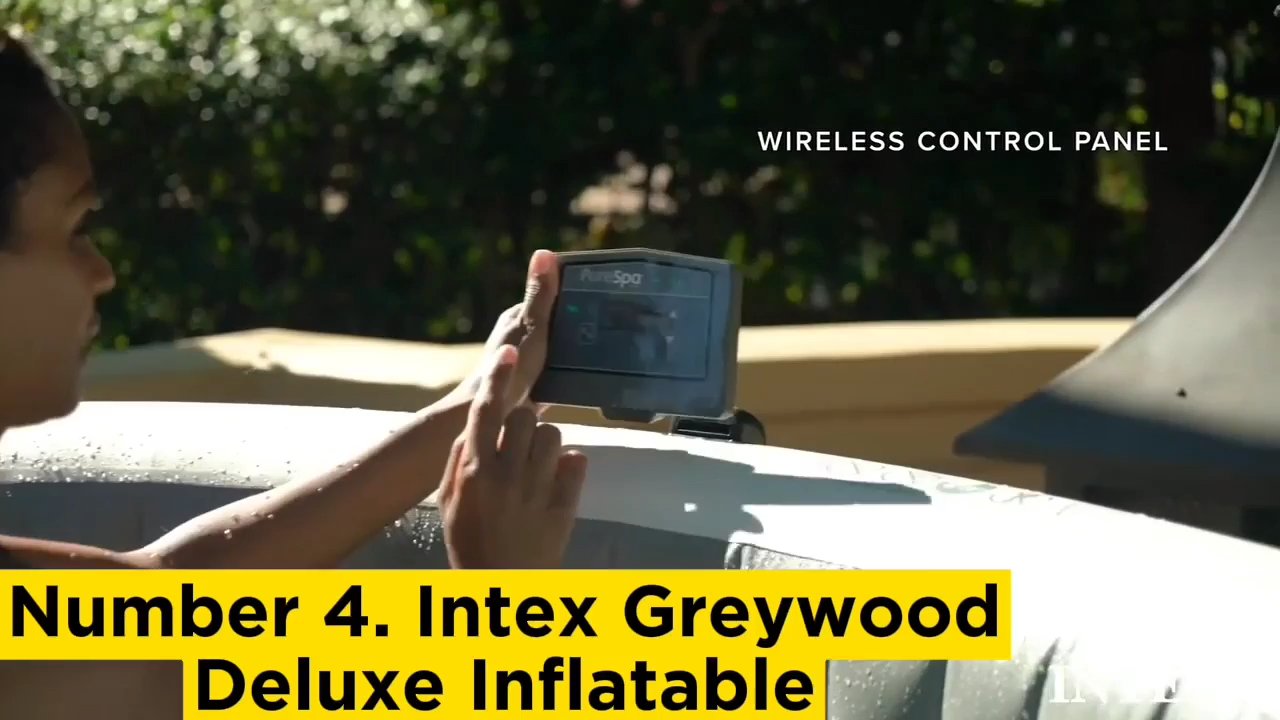 WIRELESS CONTROL PANEL
PureSpa
Number 4. Intex Greywood
Deluxe Inflatable